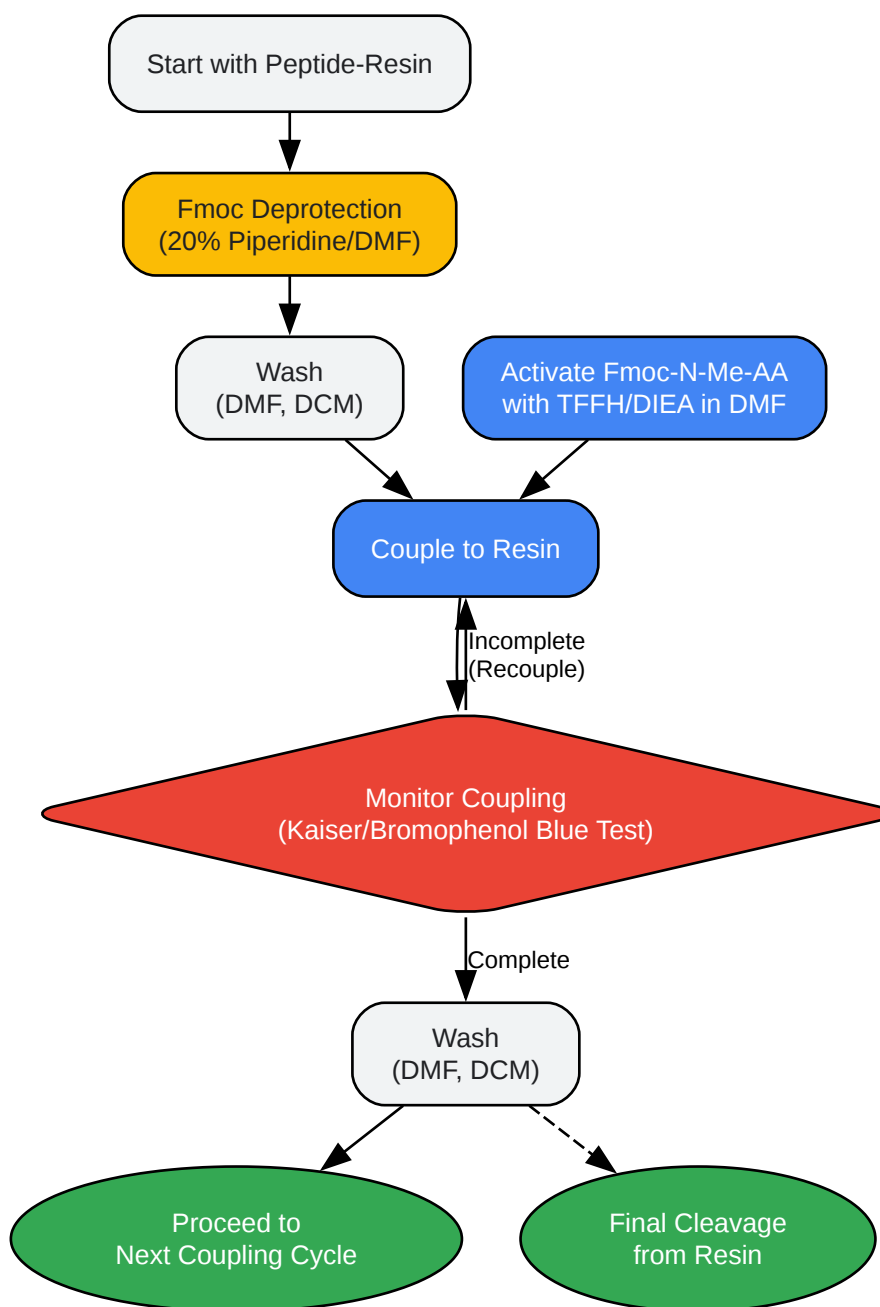 Start with Peptide-Resin
Fmoc Deprotection
(20% Piperidine/DMF)
Wash
(DMF, DCM)
Activate Fmoc-N-Me-AA
with TFFH/DIEA in DMF
Couple to Resin
Incomplete
(Recouple)
Monitor Coupling
(Kaiser/Bromophenol Blue Test)
Complete
Wash
(DMF, DCM)
Proceed to
Next Coupling Cycle
Final Cleavage
from Resin